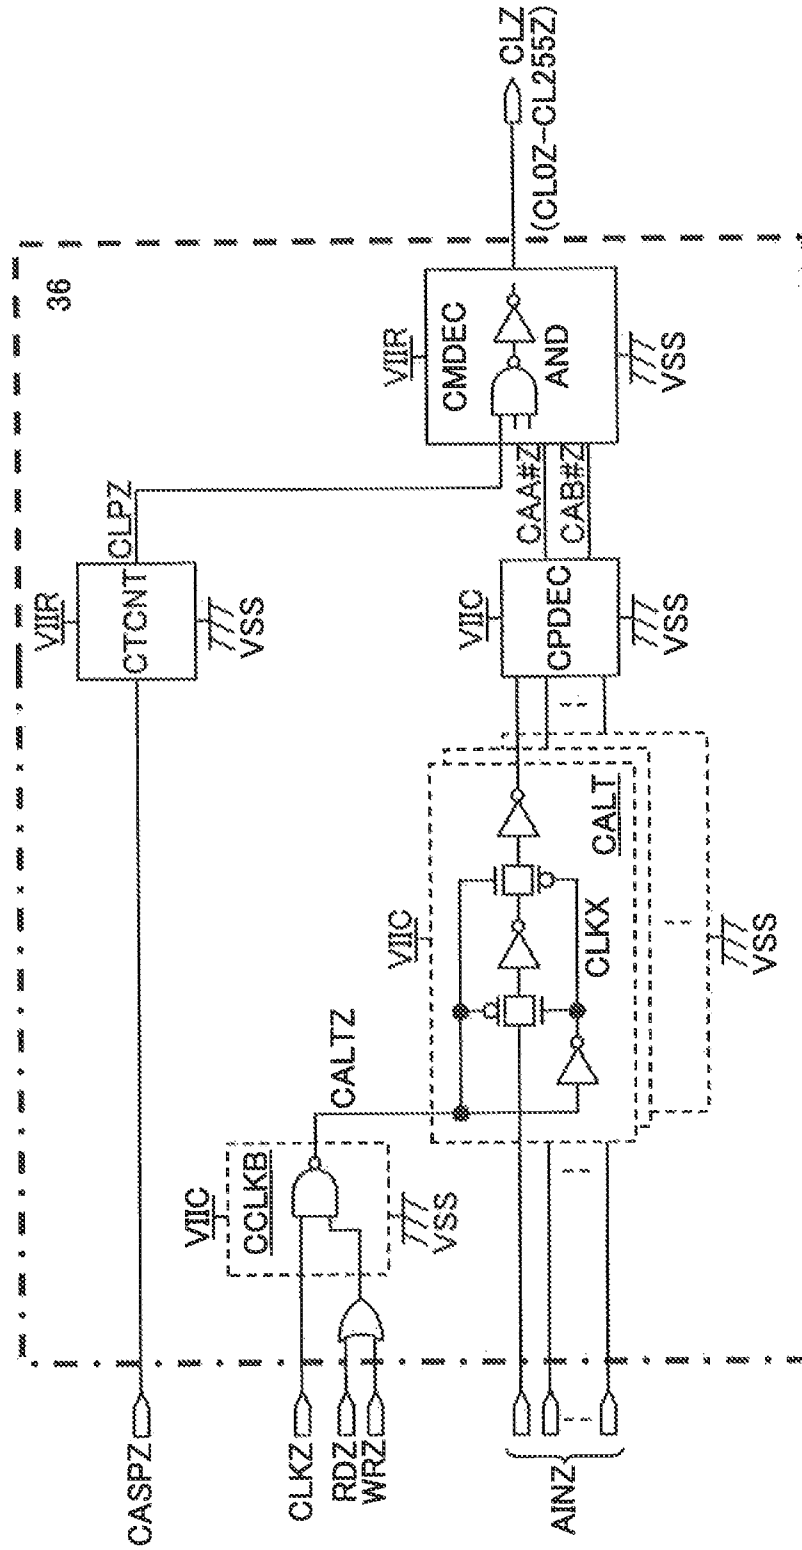 36
CASPZ
VIIR
CTCNT
VSS
CLPZ
CLKZ
RDZ
WRZ
VIIC
CCLKB
VSS
CALTZ
AINZ
VIIC
CLKX
CALT
VSS
VIIC
CPDEC
VSS
CAA#Z
CAB#Z
VIIR
CMDEC
AND
VSS
CLZ
(CL0Z-CL255Z)